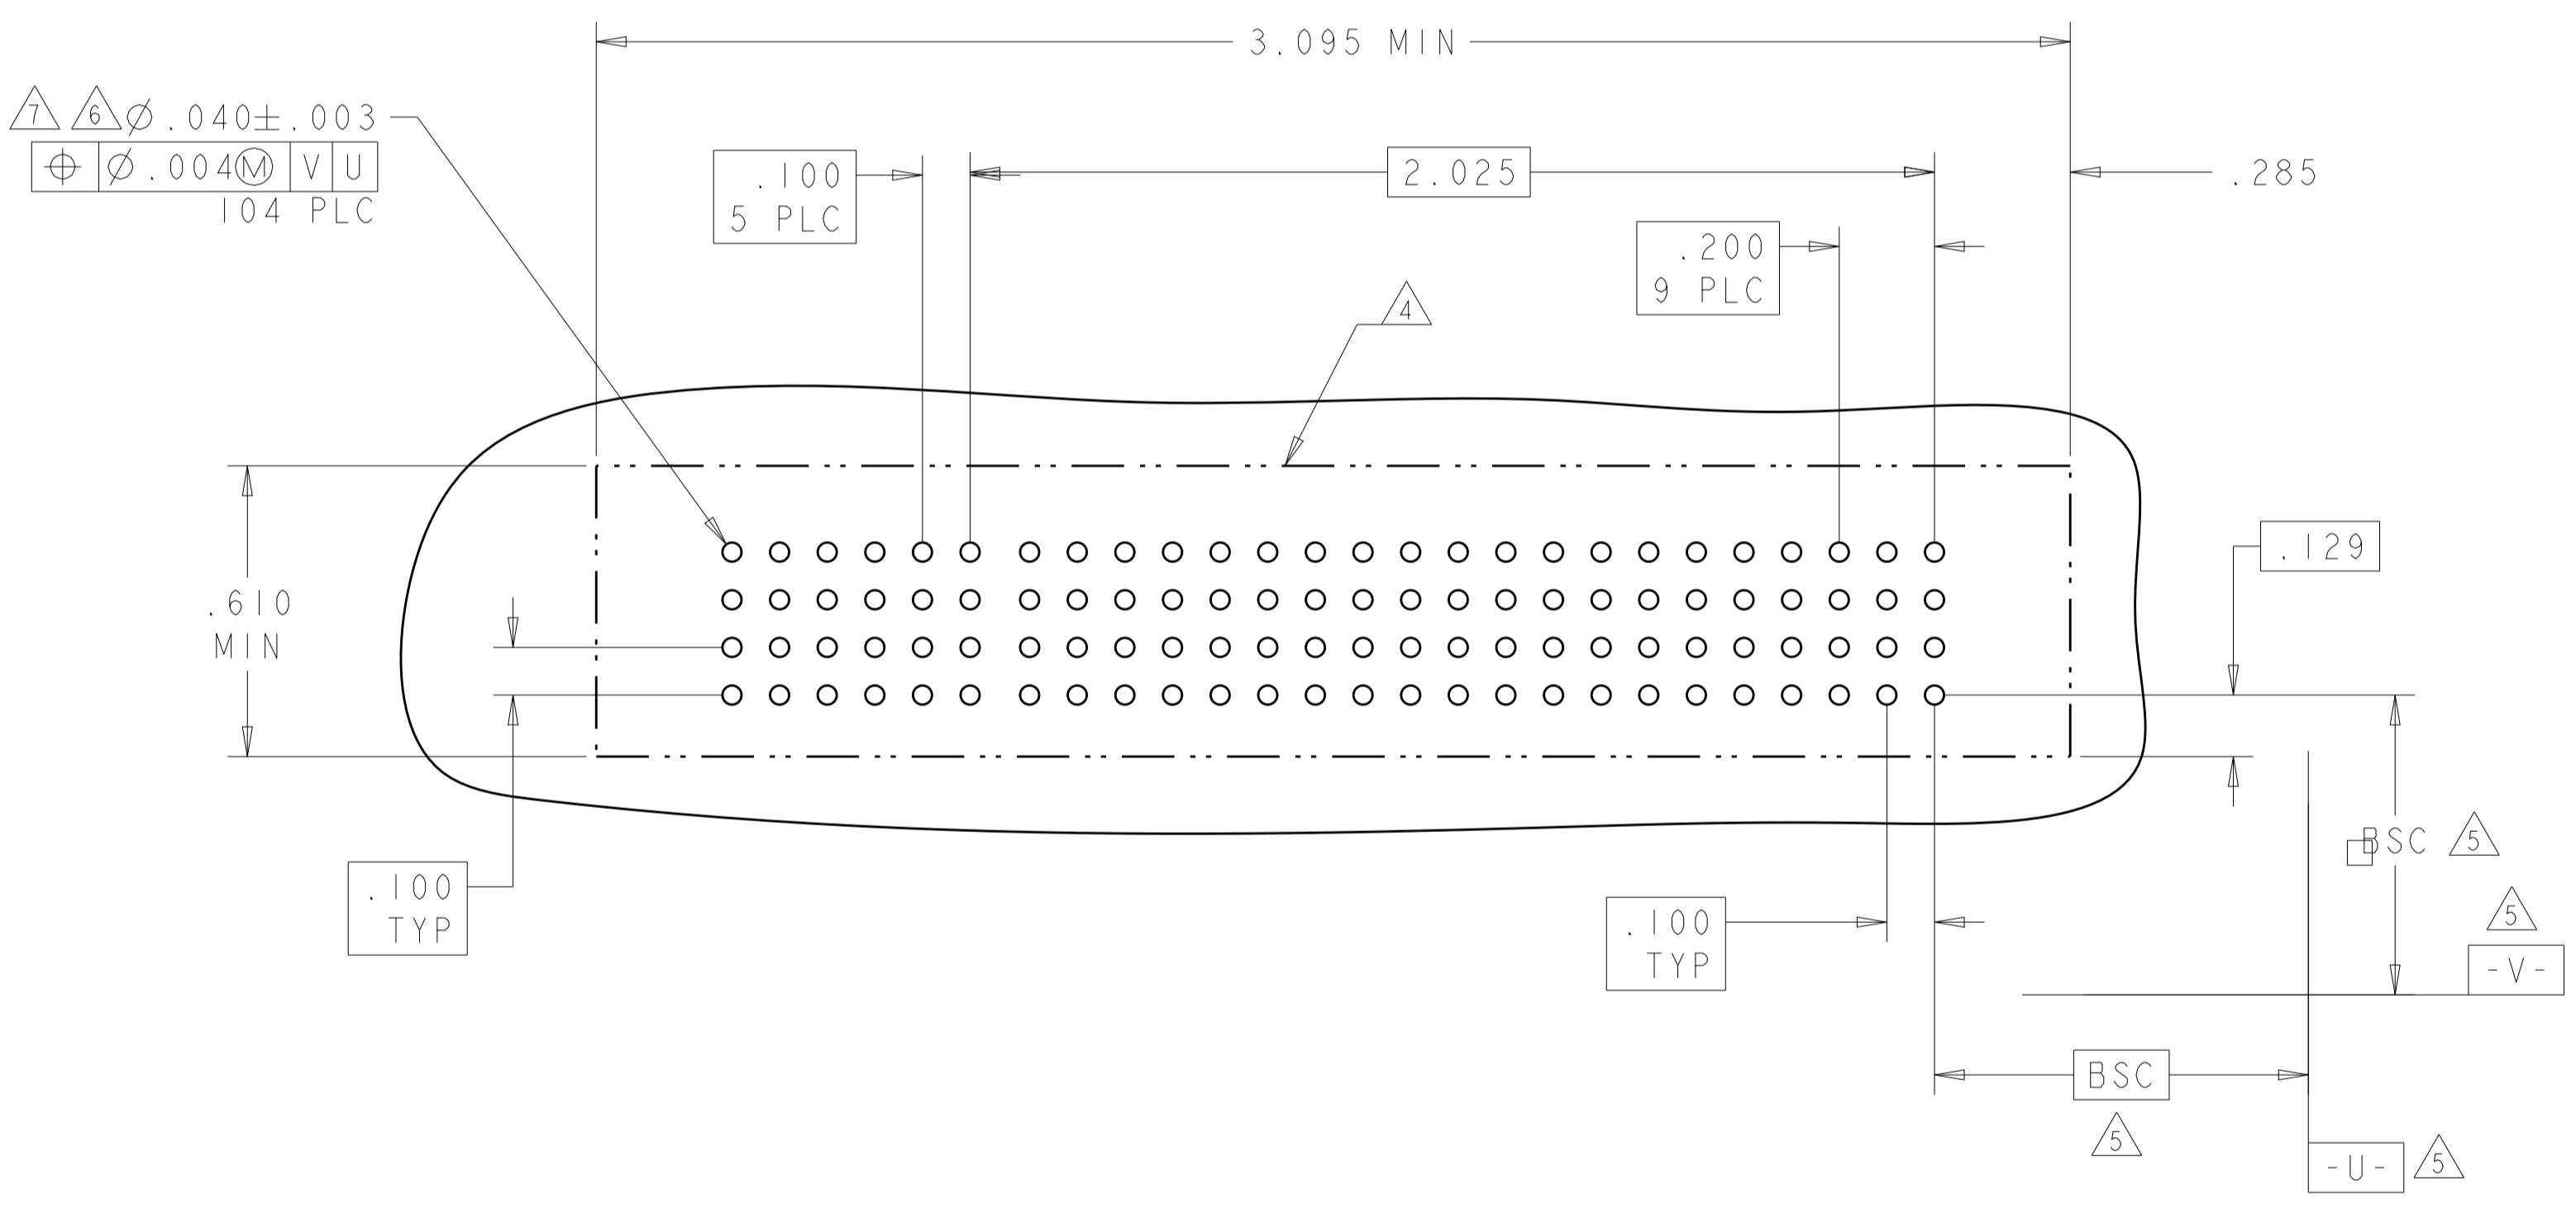 3.095 MIN
7 6 ⌀.040±.003
⌖ ⌀.004Ⓜ V U
104 PLC
.100
5 PLC
2.025
.285
.200
9 PLC
4
.610
MIN
.129
BSC 5
.100
TYP
.100
TYP
5
-V-
BSC
5
-U- 5